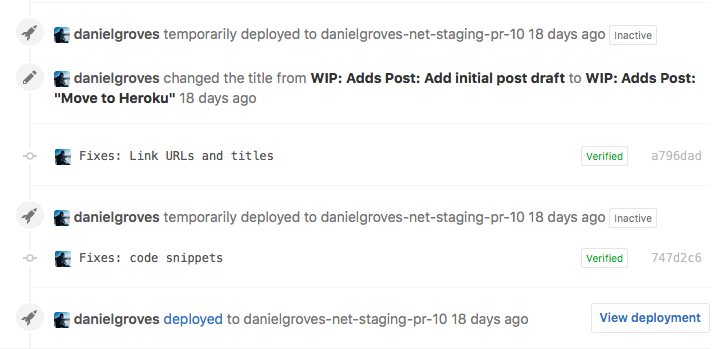 danielgroves temporarily deployed to danielgroves-net-staging-pr-10 18 days ago Inactive
danielgroves changed the title from WIP: Adds Post: Add initial post draft to WIP: Adds Post:
"Move to Heroku" 18 days ago
Fixes: Link URLs and titles Verified a796dad
danielgroves temporarily deployed to danielgroves-net-staging-pr-10 18 days ago Inactive
Fixes: code snippets Verified 747d2c6
danielgroves deployed to danielgroves-net-staging-pr-10 18 days ago View deployment